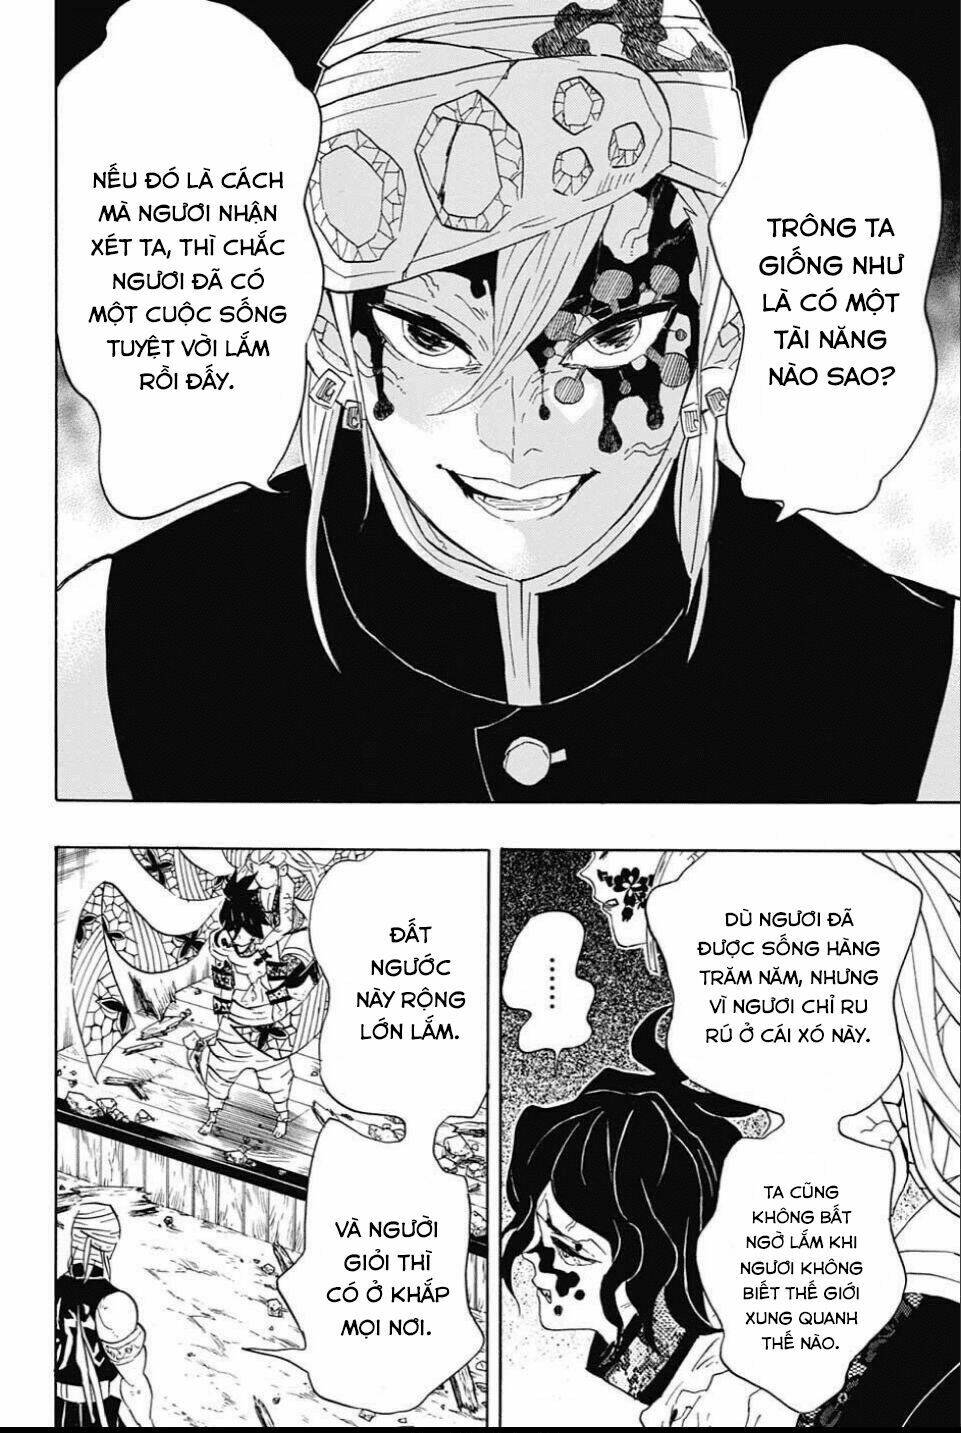 TRÔNG TA
GIỐNG NHƯ
LÀ CÓ MỘT
TÀI NĂNG
NÀO SAO?
NẾU ĐÓ LÀ CÁCH
MÀ NGƯƠI NHẬN
XÉT TA, THÌ CHẮC
NGƯƠI ĐÃ CÓ
MỘT CUỘC SỐNG
TUYỆT VỜI LẮM
RỒI ĐẤY.
DÙ NGƯƠI ĐÃ
ĐƯỢC SỐNG HÀNG
TRĂM NĂM, NHƯNG
VÌ NGƯƠI CHỈ RU
RÚ Ở CÁI XÓ NÀY.
......
TA CŨNG
KHÔNG BẤT
NGỜ LẮM KHI
NGƯƠI KHÔNG
BIẾT THẾ GIỚI
XUNG QUANH
THẾ NÀO.
ĐẤT
NGƯỚC
NÀY RỘNG
LỚN LẮM.
VÀ NGƯỜI
GIỎI THÌ
CÓ Ở KHẮP
MỌI NƠI.